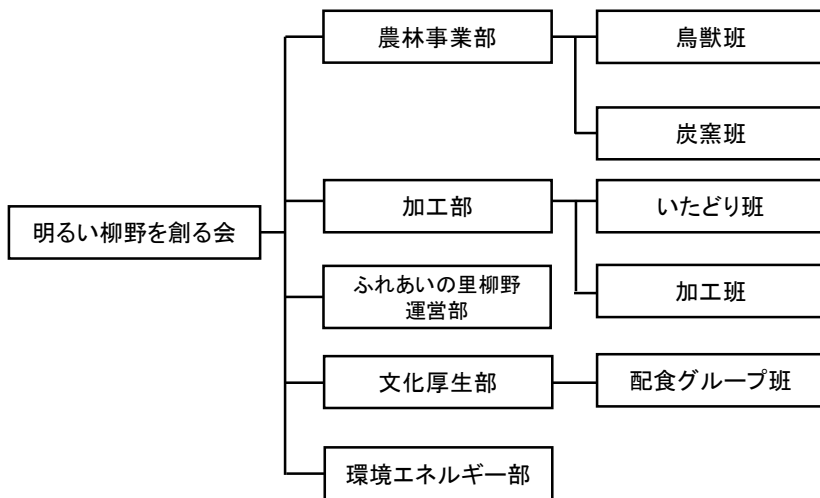 農林事業部
鳥獣班
炭窯班
明るい柳野を創る会
加工部
いたどり班
加工班
ふれあいの里柳野
運営部
文化厚生部
配食グループ班
環境エネルギー部